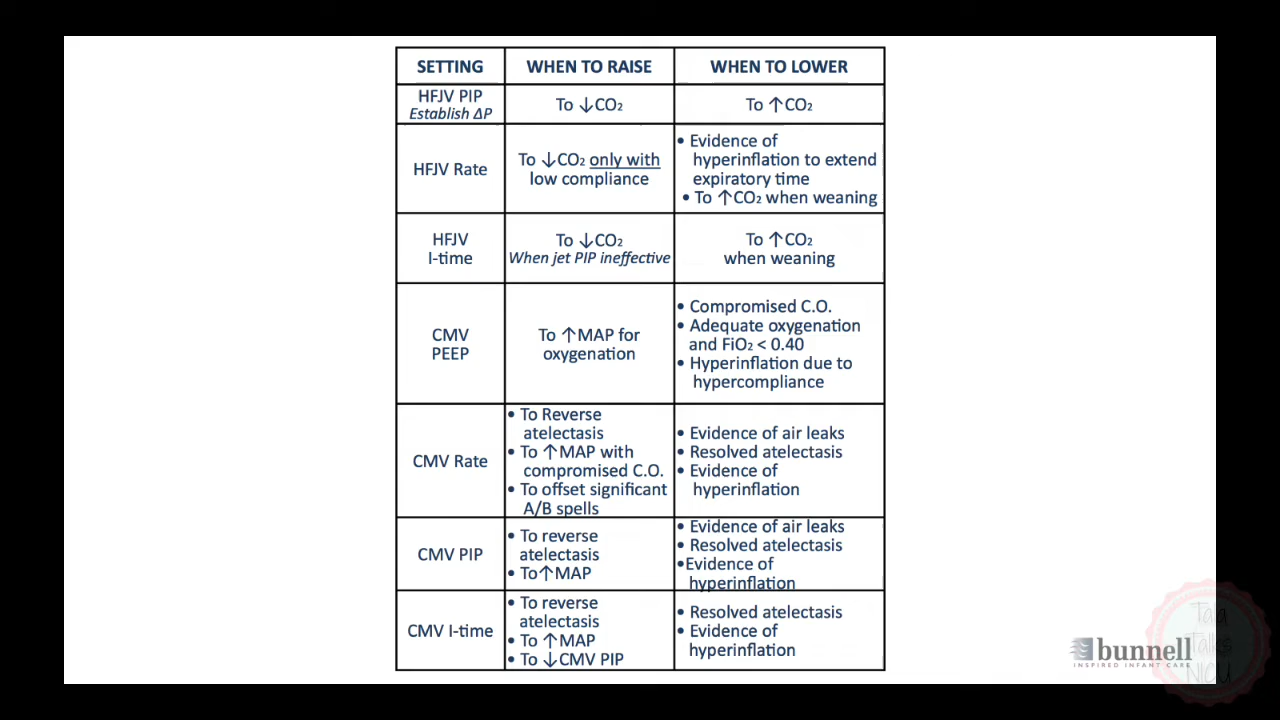 SETTING WHEN TO RAISE WHEN TO LOWER
HFJV PIP
Establish ΔP
To ↓CO₂
To ↑CO₂
HFJV Rate
To ↓CO₂ only with
low compliance
• Evidence of
hyperinflation to extend
expiratory time
• To ↑CO₂ when weaning
HFJV
I-time
To ↓CO₂
When jet PIP ineffective
To ↑CO₂
when weaning
CMV
PEEP
To ↑MAP for
oxygenation
• Compromised C.O.
• Adequate oxygenation
and FiO₂ < 0.40
• Hyperinflation due to
hypercompliance
CMV Rate
• To Reverse
atelectasis
• To ↑MAP with
compromised C.O.
• To offset significant
A/B spells
• Evidence of air leaks
• Resolved atelectasis
• Evidence of
hyperinflation
CMV PIP
• To reverse
atelectasis
• To↑MAP
• Evidence of air leaks
• Resolved atelectasis
•Evidence of
hyperinflation
CMV I-time
• To reverse
atelectasis
• To ↑MAP
• To ↓CMV PIP
• Resolved atelectasis
• Evidence of
hyperinflation
bunnell
INSPIRED INFANT CARE
Tala
Talks
NICU